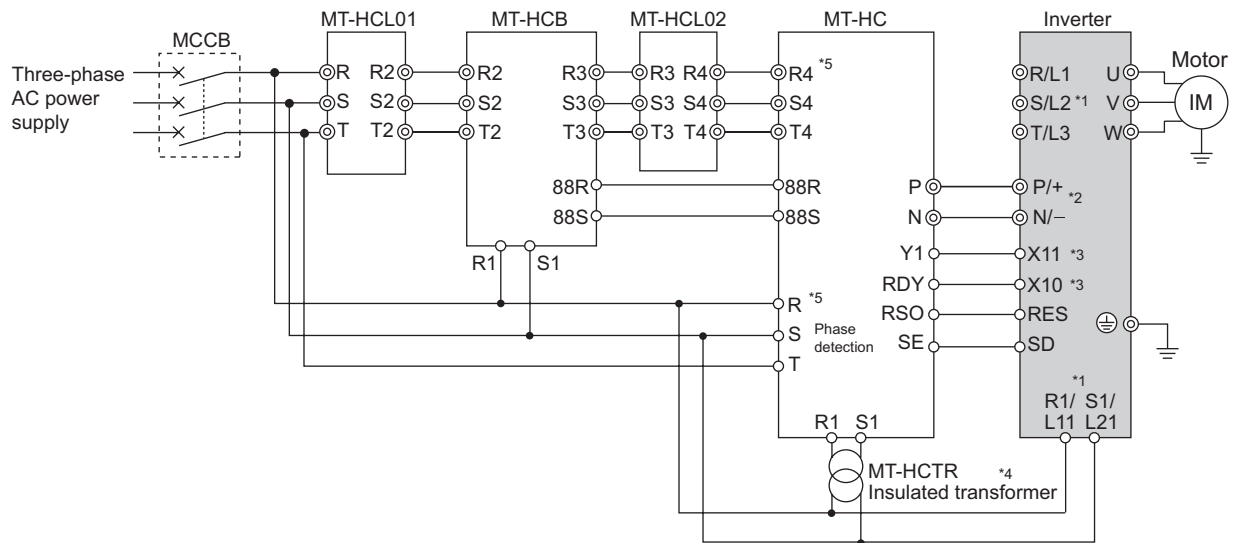 MT-HCL01 MT-HCB MT-HCL02 MT-HC Inverter
MCCB
Three-phase
AC power
supply
Motor
R R2 R2 R3 R3 R4 R4 *5 R/L1 U
S S2 S2 S3 S3 S4 S4 S/L2 *1 V IM
T T2 T2 T3 T3 T4 T4 T/L3 W
88R 88R P P/+ *2
88S 88S N N/−
R1 S1 Y1 X11 *3
RDY X10 *3
R *5 RSO RES
S Phase
detection SE SD
T
*1
R1/ S1/
L11 L21
R1 S1
MT-HCTR *4
Insulated transformer